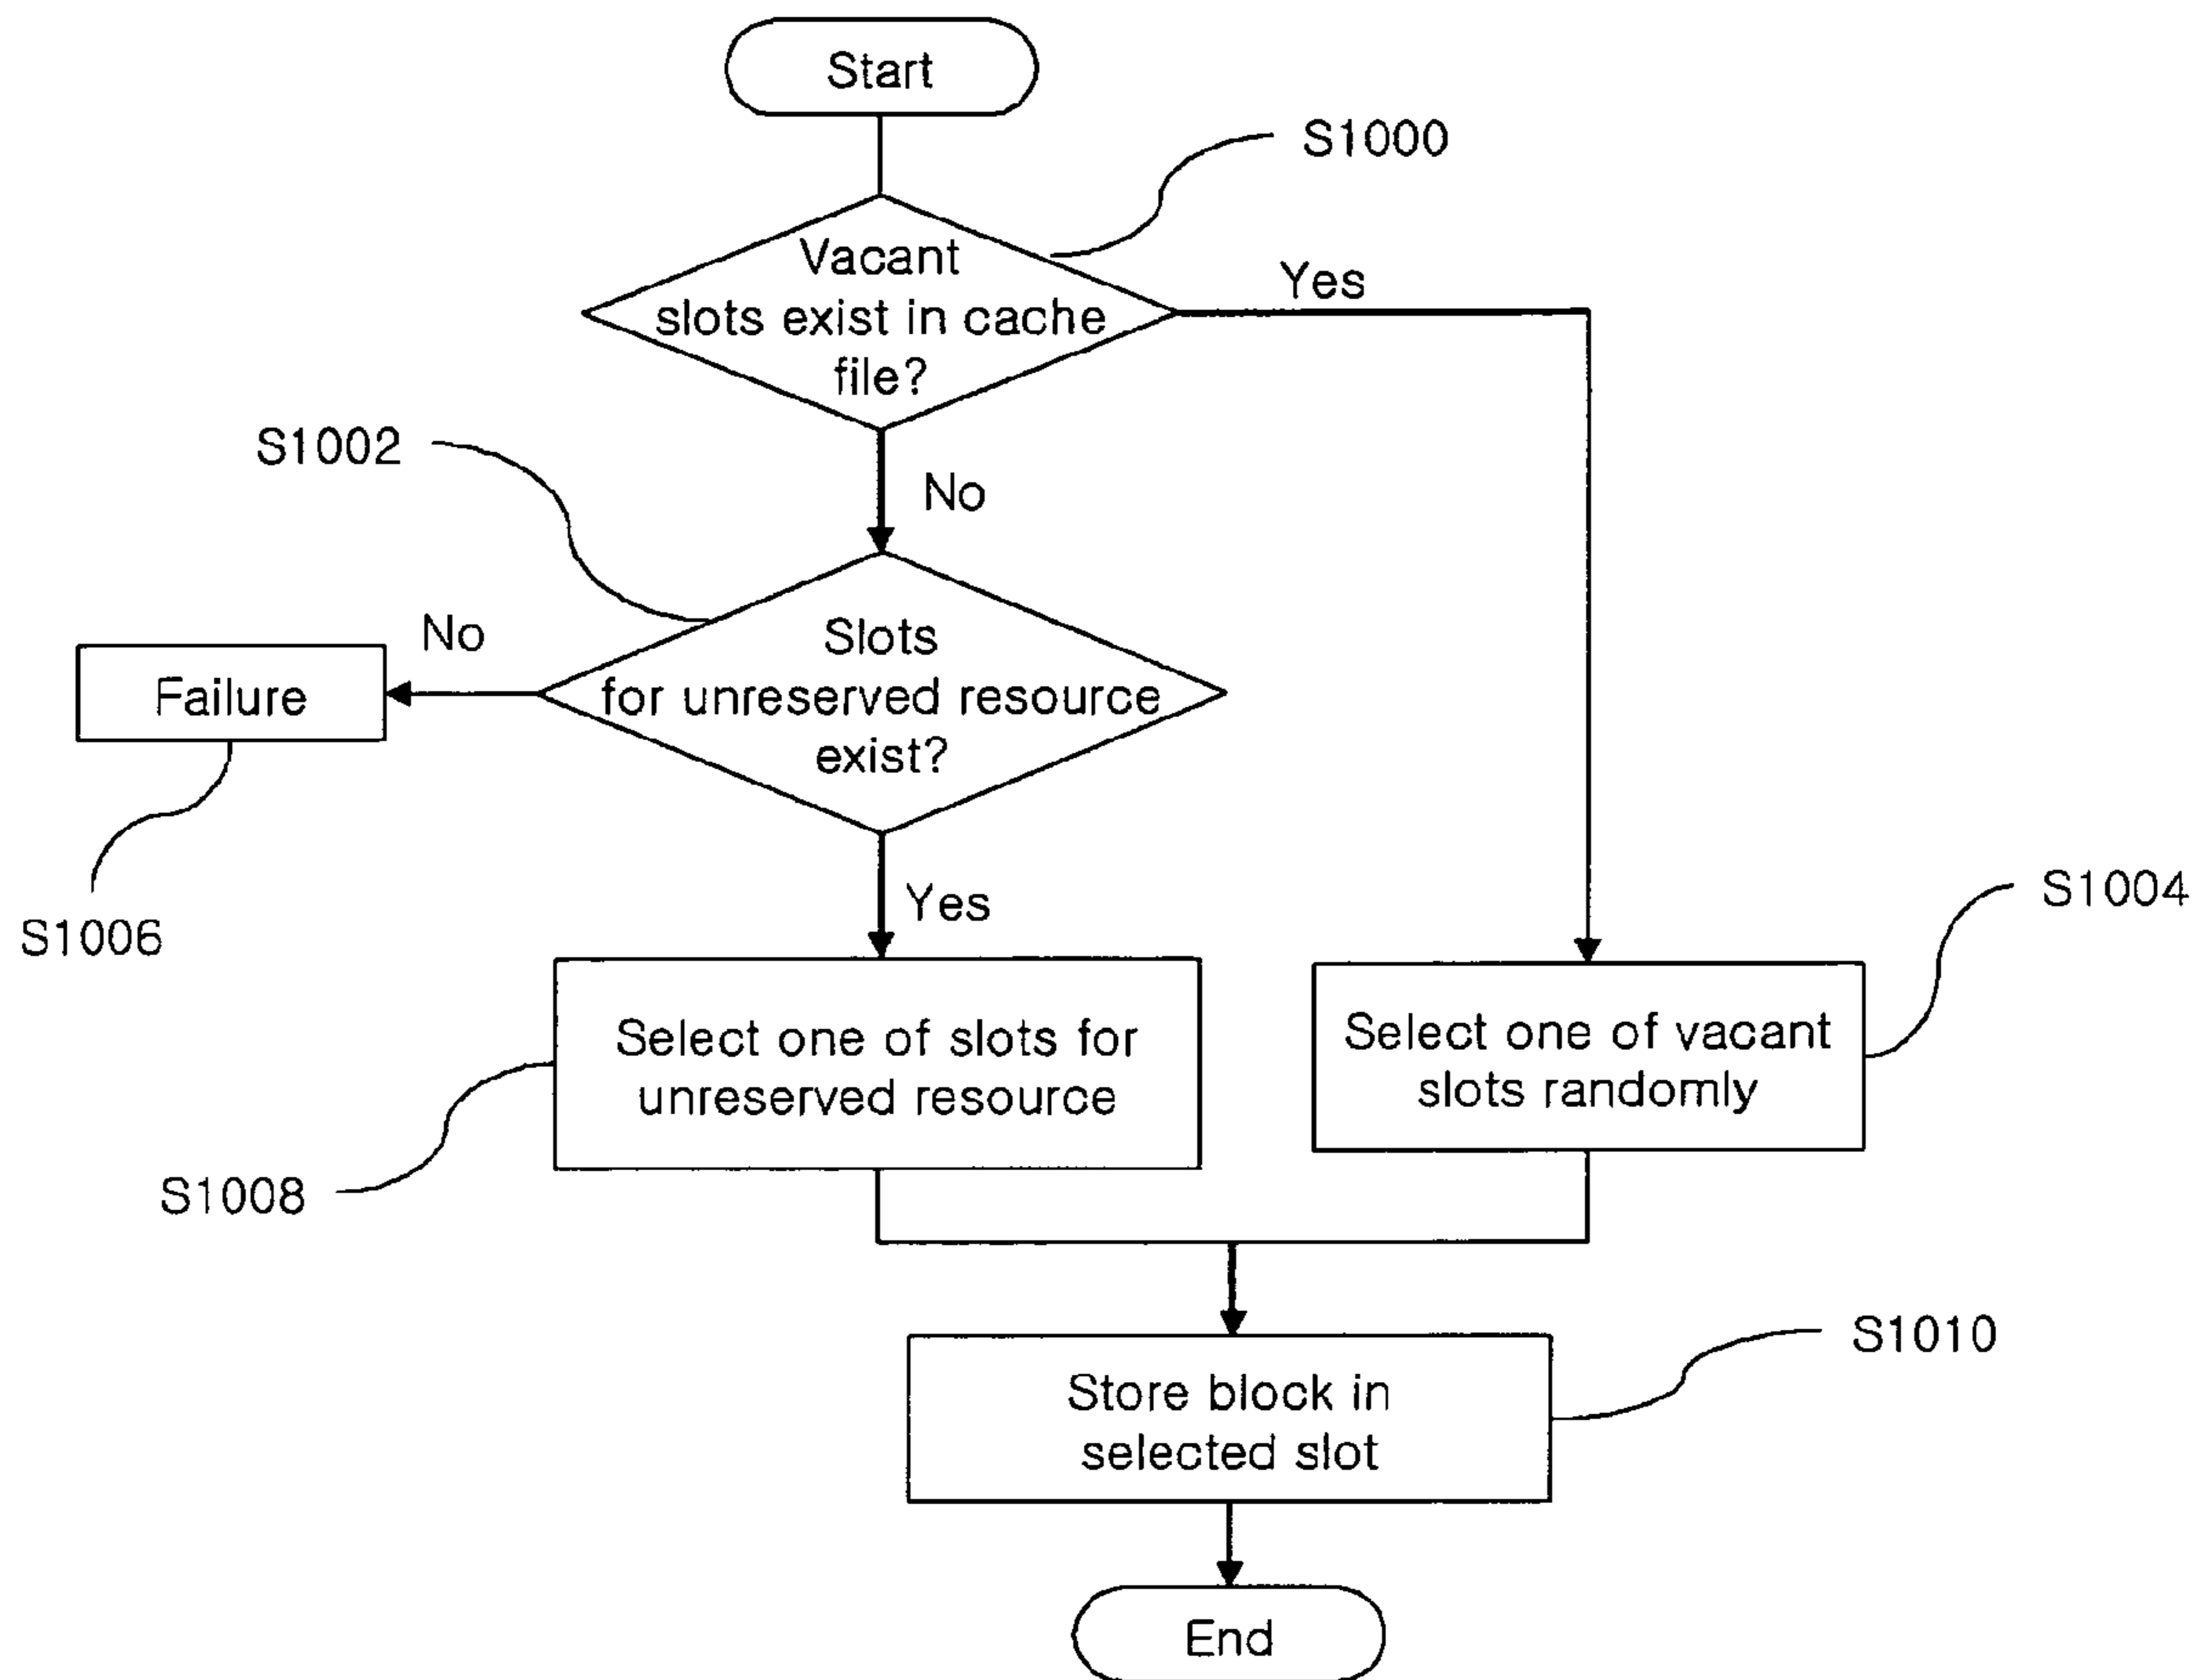 Start
S1000
Vacant
slots exist in cache
file?
Yes
S1002
No
Slots
for unreserved resource
exist?
No
Failure
S1006
Yes
S1004
Select one of slots for
unreserved resource
Select one of vacant
slots randomly
S1008
Store block in
selected slot
S1010
End